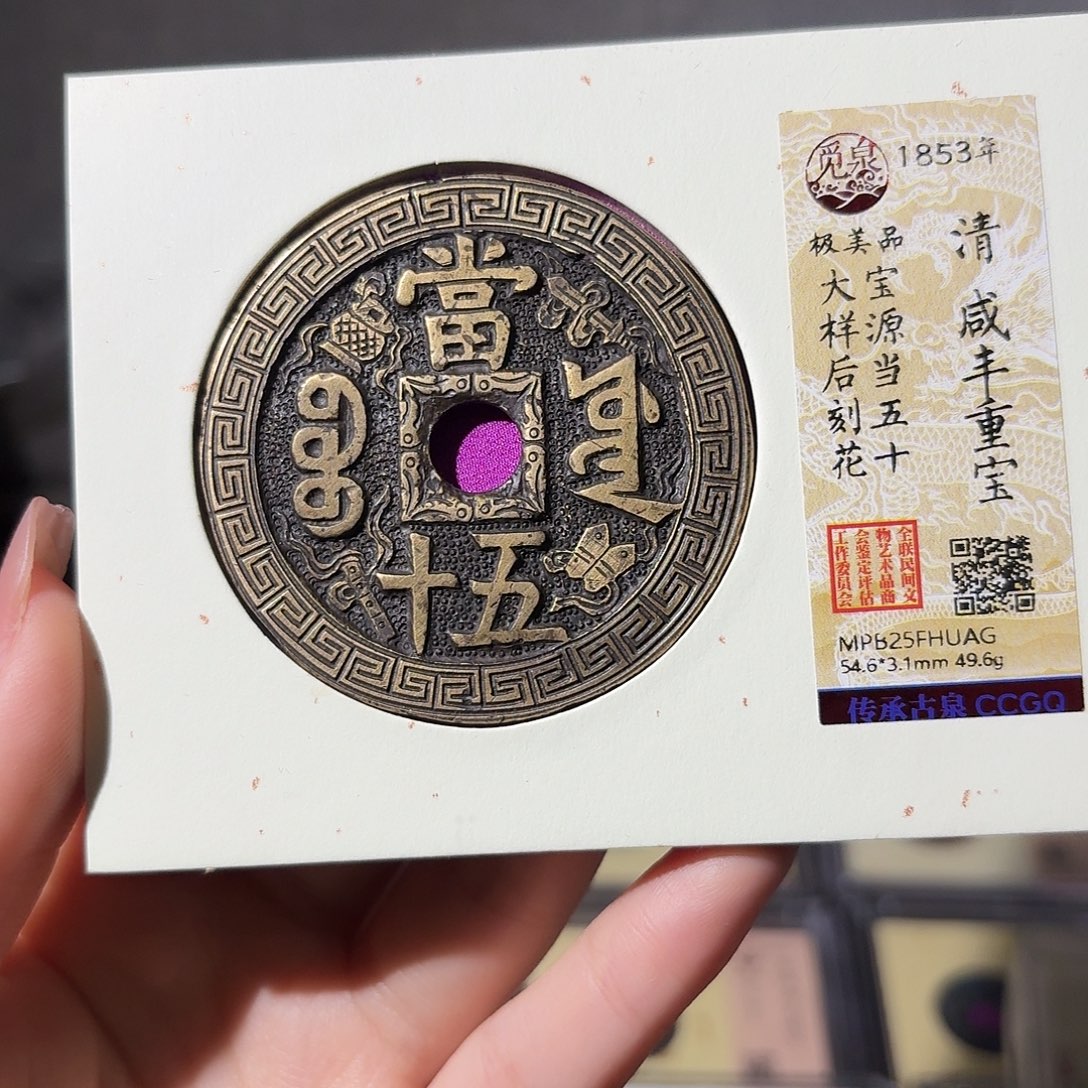 當
五十
觅泉
1853年
清 咸丰重宝
极美品
宝源当五十
大样后刻花
全联民间文
物艺术品商
会鉴定评估
工作委员会
MPB25FHUAG
54.6*3.1mm 49.6g
传承古泉 CCGQ